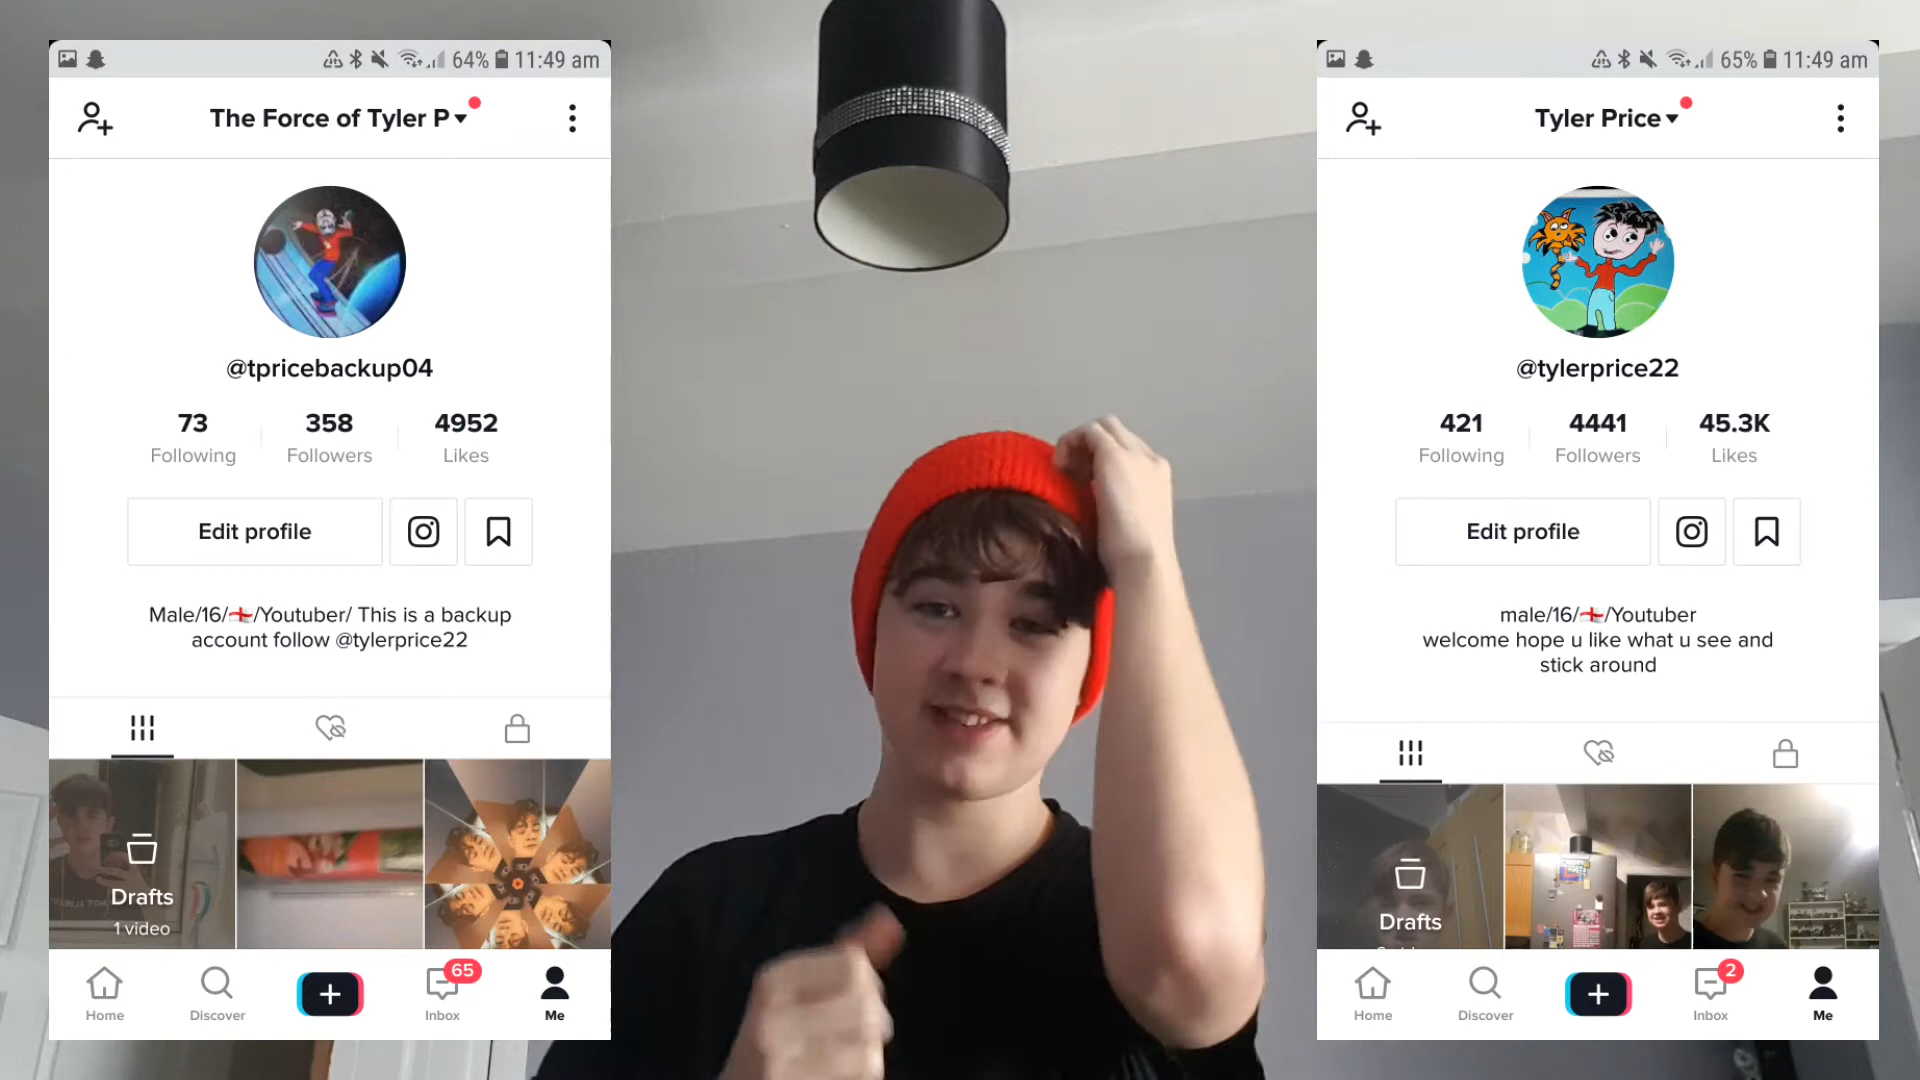 64% 11:49 am
The Force of Tyler P
@tpricebackup04
73 358 4952
Following Followers Likes
Edit profile
Male/16/🏴󠁧󠁢󠁥󠁮󠁧󠁿/Youtuber/ This is a backup
account follow @tylerprice22
Drafts
1 video
65
Home Discover Inbox Me
65% 11:49 am
Tyler Price
@tylerprice22
421 4441 45.3K
Following Followers Likes
Edit profile
male/16/🏴󠁧󠁢󠁥󠁮󠁧󠁿/Youtuber
welcome hope u like what u see and
stick around
Drafts
2
Home Discover Inbox Me